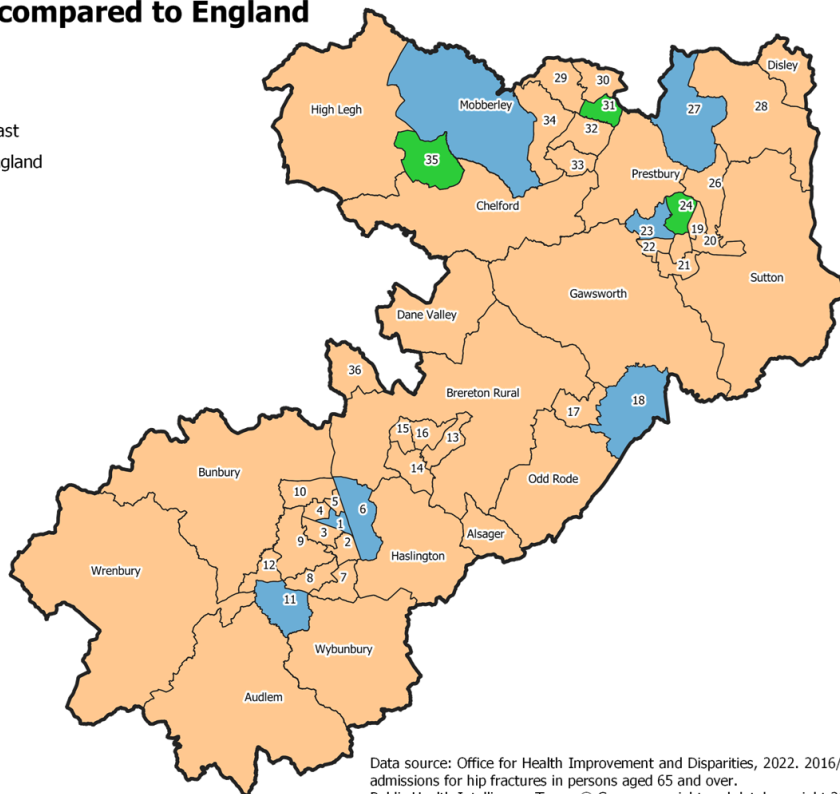 compared to England
ast
gland
Disley
29
30
28
High Legh
Mobberley
31
27
34
32
35
33
Prestbury
26
Chelford
24
23
19
20
22
21
Sutton
Gawsworth
Dane Valley
36
Brereton Rural
18
17
15
16
13
14
Bunbury
Odd Rode
10
5
6
4
1
3
9
2
Alsager
Haslington
12
Wrenbury
8
7
11
Wybunbury
Audlem
Data source: Office for Health Improvement and Disparities, 2022. 2016/
admissions for hip fractures in persons aged 65 and over.